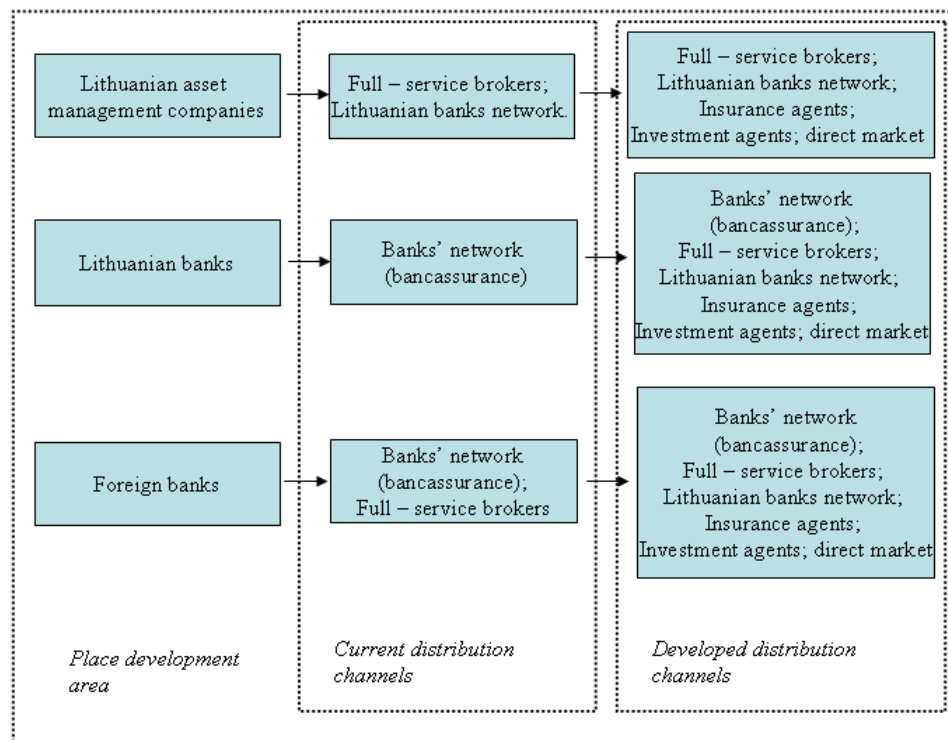 Lithuanian asset
management companies
Full – service brokers;
Lithuanian banks network.
Full – service brokers;
Lithuanian banks network;
Insurance agents;
Investment agents; direct market
Lithuanian banks
Banks’ network
(bancassurance)
Banks’ network
(bancassurance);
Full – service brokers;
Lithuanian banks network;
Insurance agents;
Investment agents; direct market
Foreign banks
Banks’ network
(bancassurance);
Full – service brokers
Banks’ network
(bancassurance);
Full – service brokers;
Lithuanian banks network;
Insurance agents;
Investment agents; direct market
Place development
area
Current distribution
channels
Developed distribution
channels